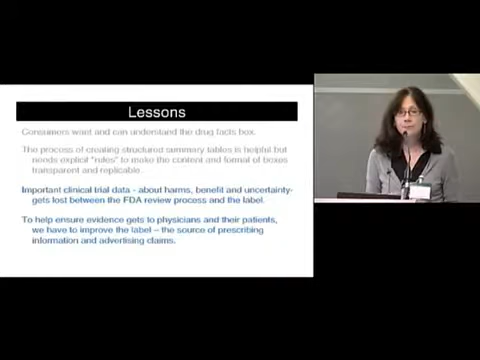 Lessons
Consumers want and can understand the drug facts box.
The process of creating structured summary tables is helpful but
needs explicit "rules" to make the content and format of boxes
transparent and replicable.
Important clinical trial data - about harms, benefit and uncertainty-
gets lost between the FDA review process and the label.
To help ensure evidence gets to physicians and their patients,
we have to improve the label – the source of prescribing
information and advertising claims.